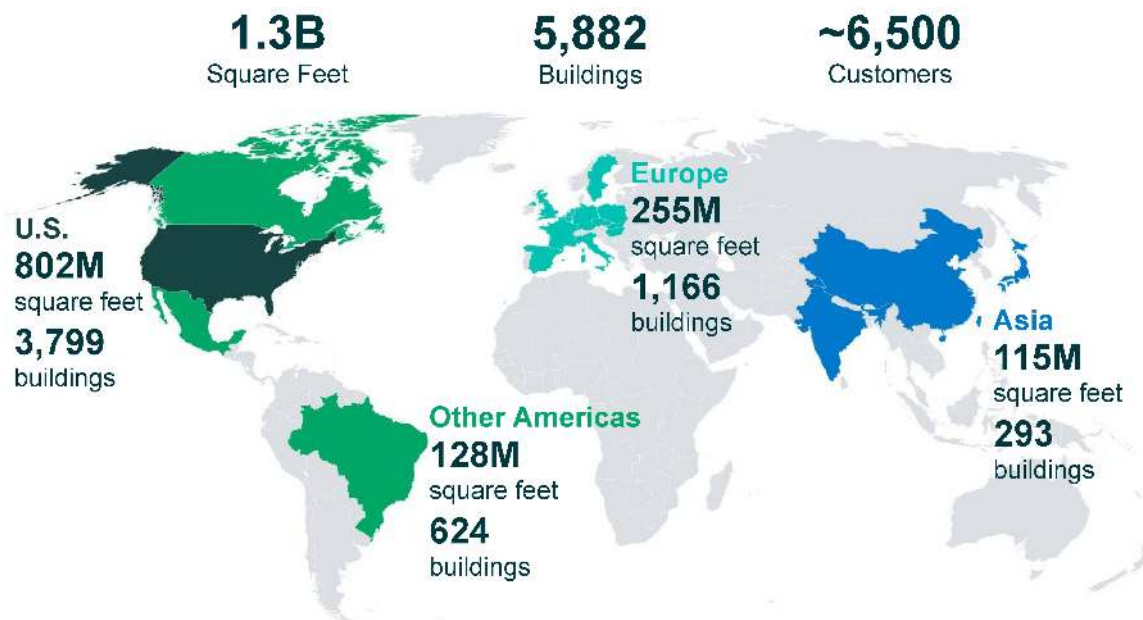 1.3B
Square Feet
5,882
Buildings
~6,500
Customers
U.S.
802M
square feet
3,799
buildings
Other Americas
128M
square feet
624
buildings
Europe
255M
square feet
1,166
buildings
Asia
115M
square feet
293
buildings